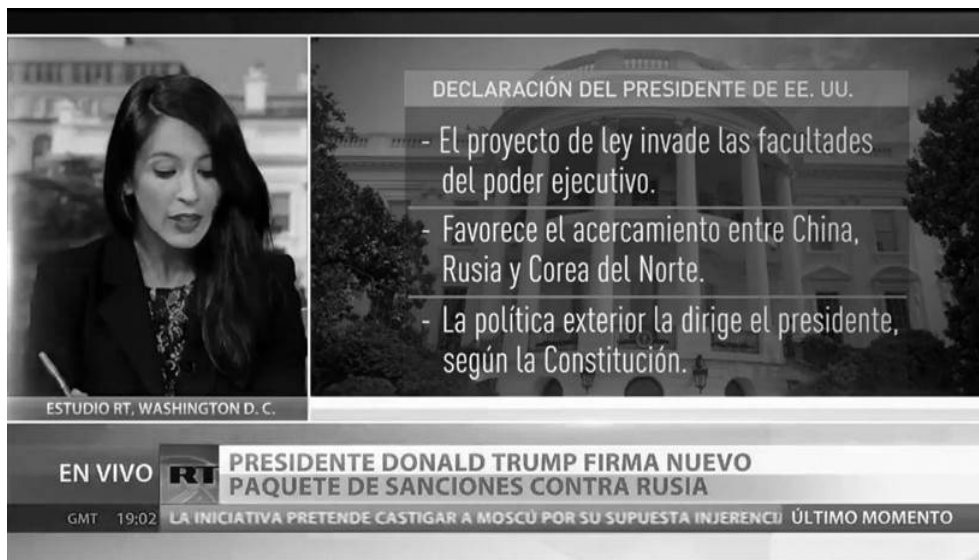 DECLARACIÓN DEL PRESIDENTE DE EE. UU.
- El proyecto de ley invade las facultades
del poder ejecutivo.
- Favorece el acercamiento entre China,
Rusia y Corea del Norte.
- La política exterior la dirige el presidente,
según la Constitución.
ESTUDIO RT, WASHINGTON D. C.
EN VIVO RT PRESIDENTE DONALD TRUMP FIRMA NUEVO
PAQUETE DE SANCIONES CONTRA RUSIA
GMT 19:02 LA INICIATIVA PRETENDE CASTIGAR A MOSCÚ POR SU SUPUESTA ÚLTIMO MOMENTO